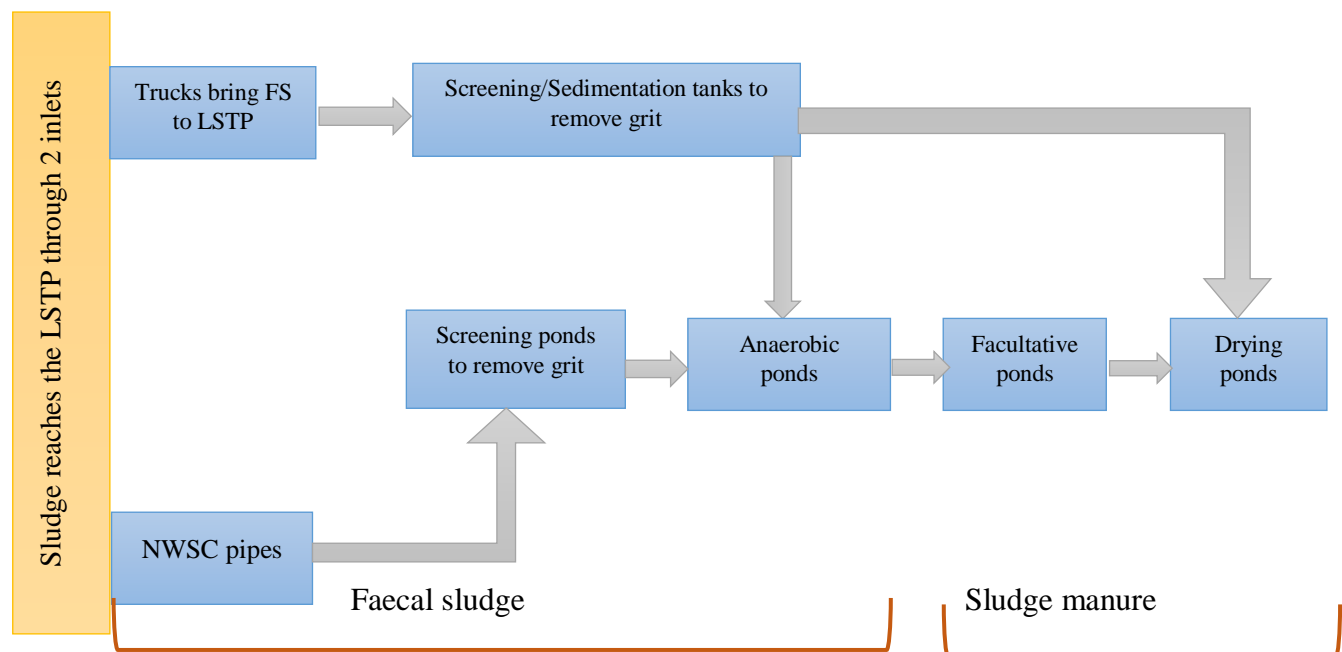 Sludge reaches the LSTP through 2 inlets
Trucks bring FS
to LSTP
Screening/Sedimentation tanks to
remove grit
Screening ponds
to remove grit
Anaerobic
ponds
Facultative
ponds
Drying
ponds
NWSC pipes
Faecal sludge
Sludge manure